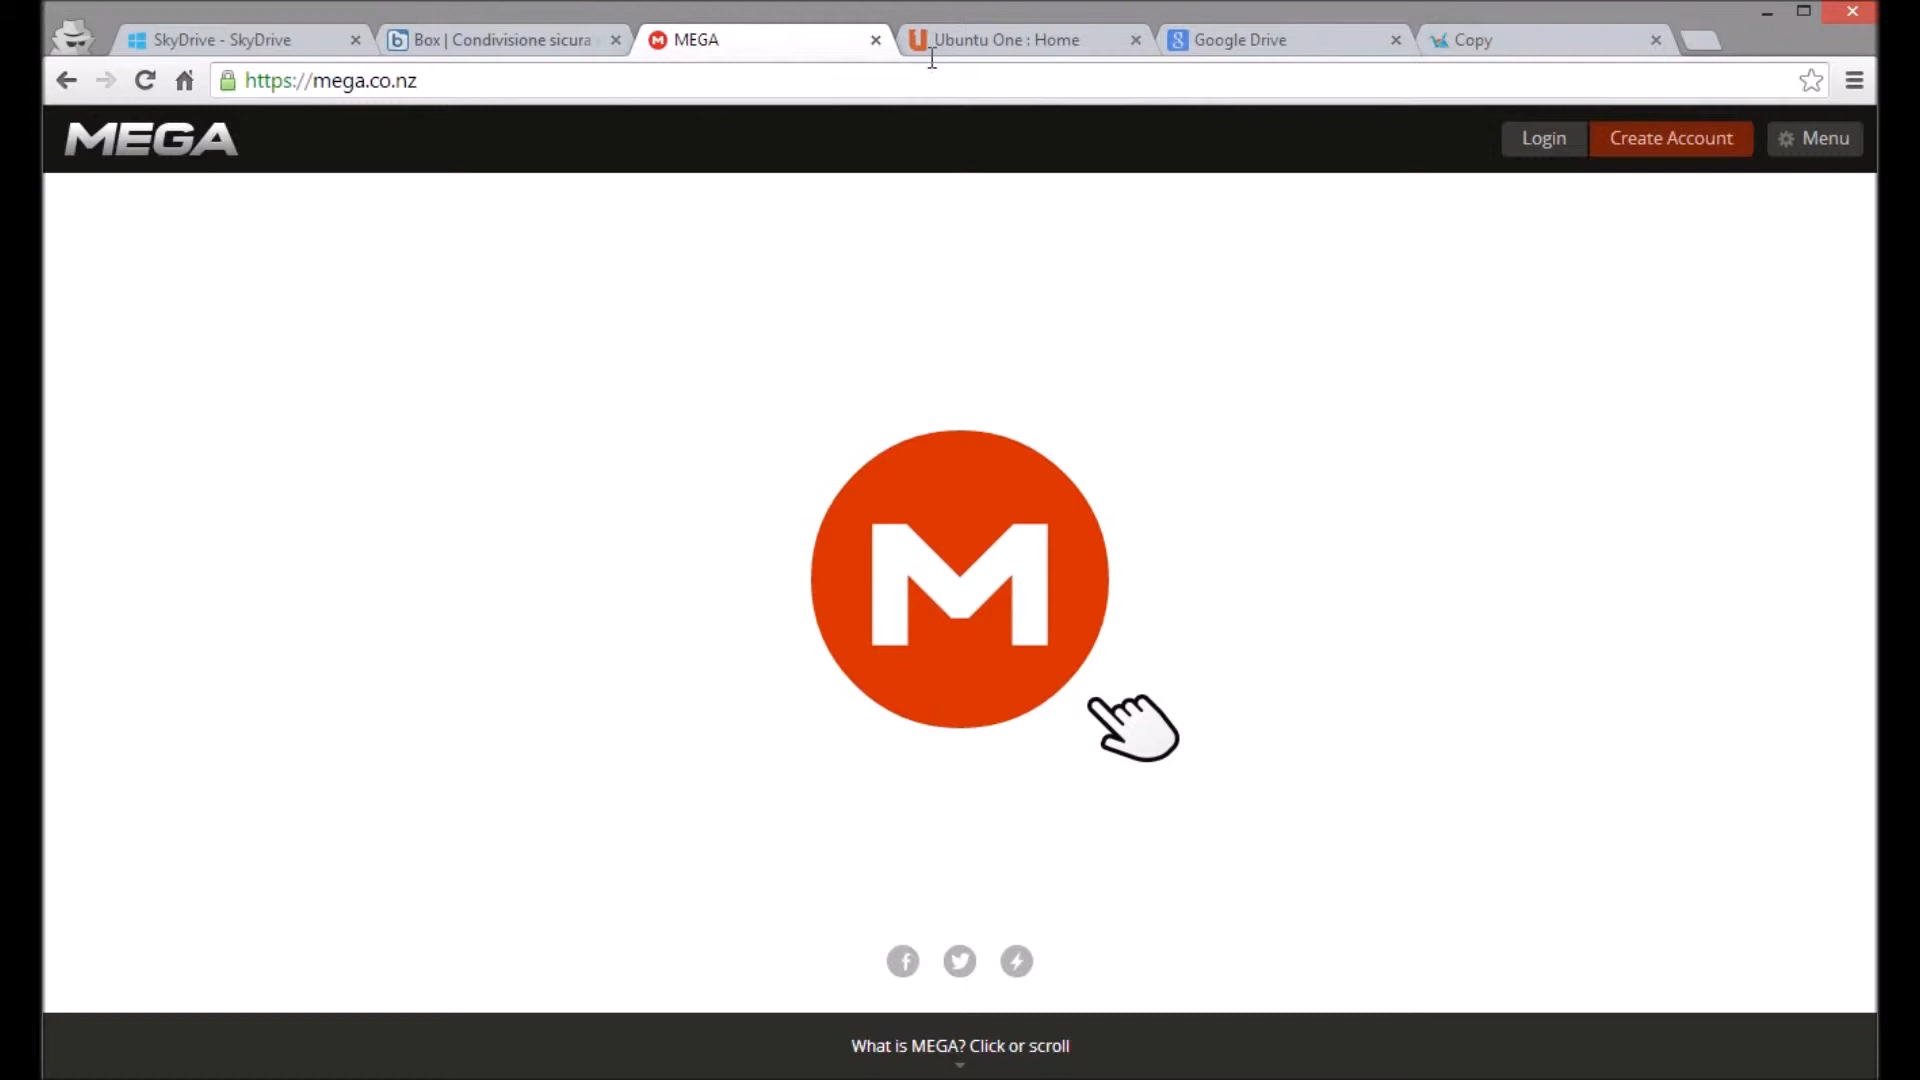 SkyDrive - SkyDrive
Box | Condivisione sicura
MEGA
Ubuntu One : Home
Google Drive
Copy
https://mega.co.nz
MEGA
Login
Create Account
Menu
M
What is MEGA? Click or scroll